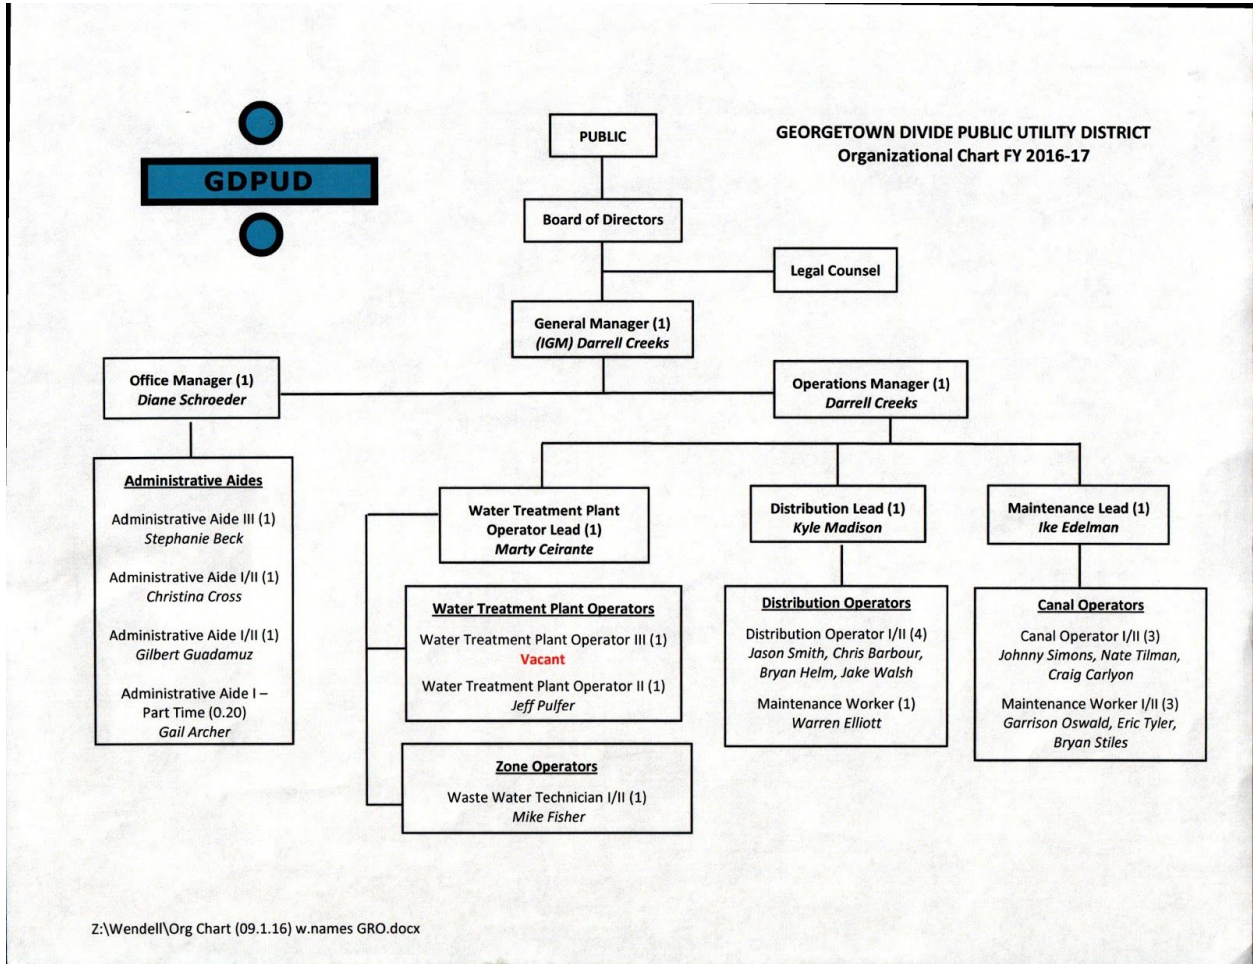 GDPUD
PUBLIC
GEORGETOWN DIVIDE PUBLIC UTILITY DISTRICT
Organizational Chart FY 2016-17
Board of Directors
Legal Counsel
General Manager (1)
(IGM) Darrell Creeks
Office Manager (1)
Diane Schroeder
Operations Manager (1)
Darrell Creeks
Administrative Aides
Administrative Aide III (1)
Stephanie Beck
Administrative Aide I/II (1)
Christina Cross
Administrative Aide I/II (1)
Gilbert Guadamuz
Administrative Aide I –
Part Time (0.20)
Gail Archer
Water Treatment Plant
Operator Lead (1)
Marty Ceirante
Water Treatment Plant Operators
Water Treatment Plant Operator III (1)
Vacant
Water Treatment Plant Operator II (1)
Jeff Pulfer
Zone Operators
Waste Water Technician I/II (1)
Mike Fisher
Distribution Lead (1)
Kyle Madison
Distribution Operators
Distribution Operator I/II (4)
Jason Smith, Chris Barbour,
Bryan Helm, Jake Walsh
Maintenance Worker (1)
Warren Elliott
Maintenance Lead (1)
Ike Edelman
Canal Operators
Canal Operator I/II (3)
Johnny Simons, Nate Tilman,
Craig Carlyon
Maintenance Worker I/II (3)
Garrison Oswald, Eric Tyler,
Bryan Stiles
Z:\Wendell\Org Chart (09.1.16) w.names GRO.docx